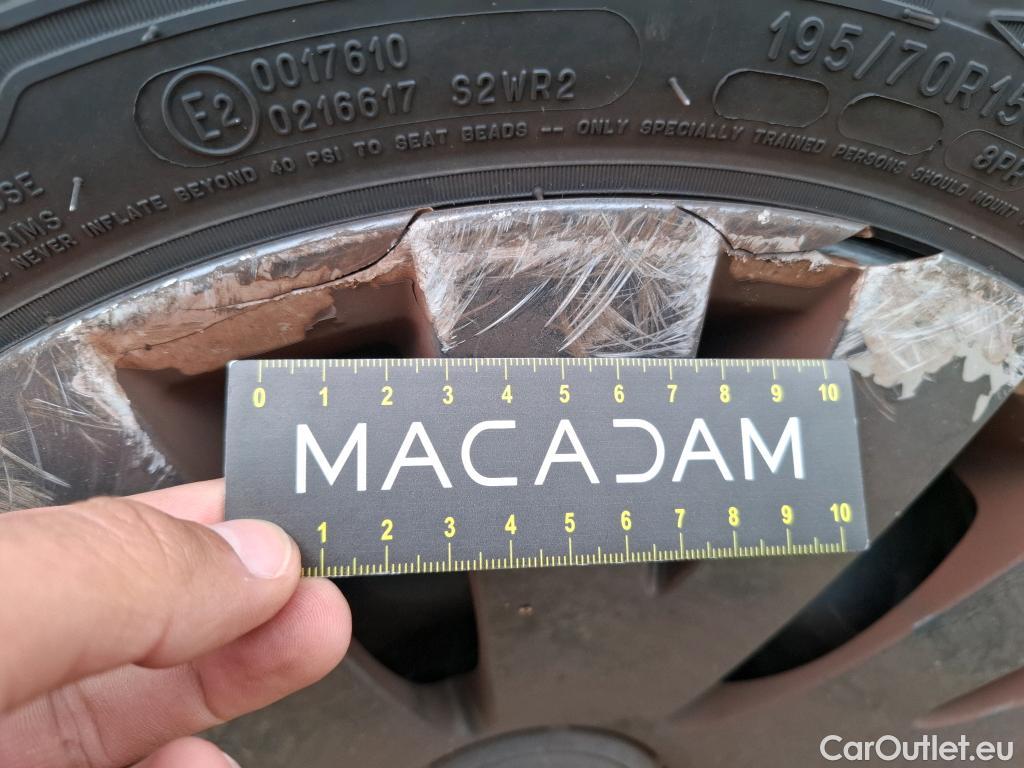 0017610
195/70R15
E2
0216617 S2WR2
8PR
USE
RIMS
NEVER INFLATE BEYOND 40 PSI TO SEAT BEADS -- ONLY SPECIALLY TRAINED PERSONS SHOULD MOUNT
0 1 2 3 4 5 6 7 8 9 10
MACADAM
1 2 3 4 5 6 7 8 9 10
CarOutlet.eu